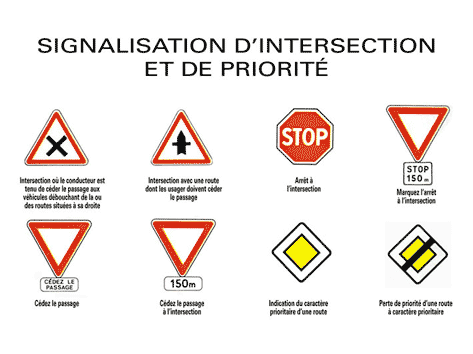 SIGNALISATION D'INTERSECTION
ET DE PRIORITÉ
Intersection où le conducteur est
tenu de céder le passage aux
véhicules débouchant de la ou
des routes situées à sa droite
Intersection avec une route
dont les usager doivent céder
le passage
STOP
Arrêt à
l'intersection
STOP
150 m
Marquez l'arrêt
à l'intersection
CÉDEZ LE
PASSAGE
Cédez le passage
150m
Cédez le passage
à l'intersection
Indication du caractère
prioritaire d'une route
Perte de priorité d'une route
à caractère prioritaire